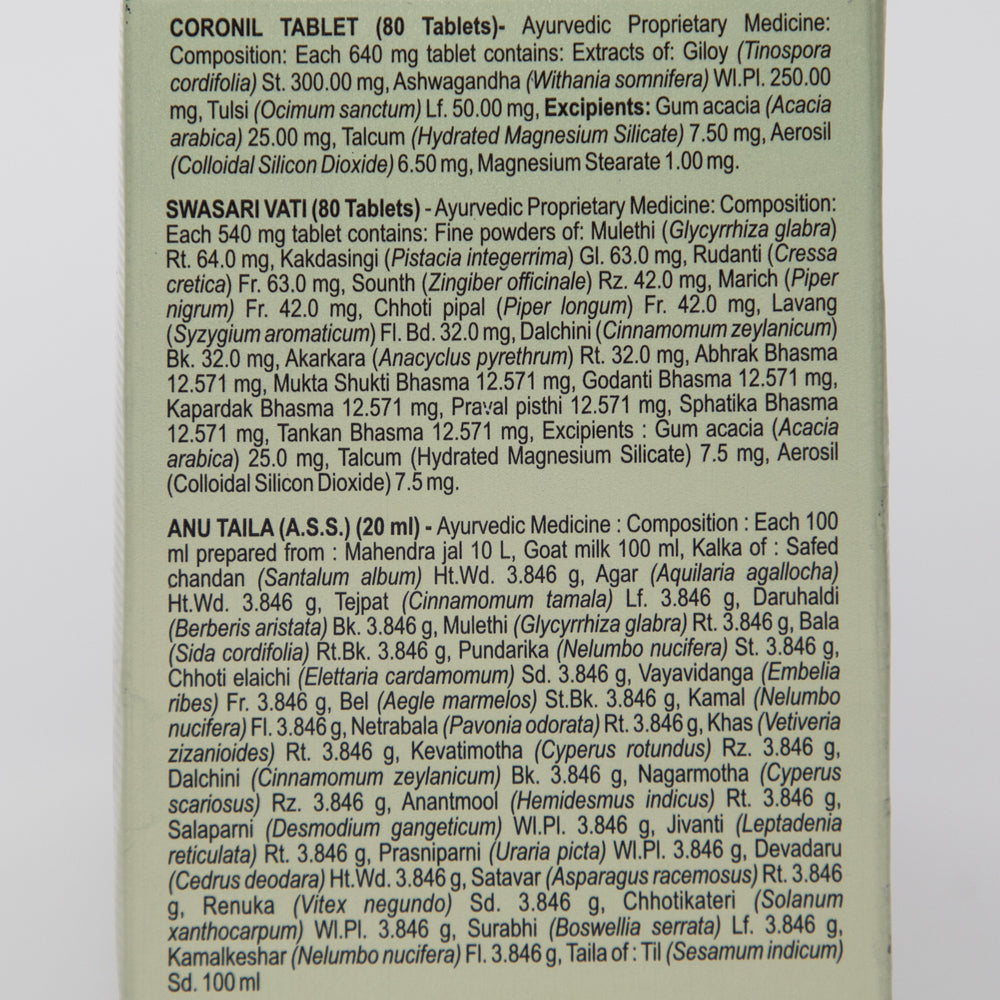 CORONIL TABLET (80 Tablets)- Ayurvedic Proprietary Medicine:
Composition: Each 640 mg tablet contains: Extracts of: Giloy (Tinospora
cordifolia) St. 300.00 mg, Ashwagandha (Withania somnifera) Wl.Pl. 250.00
mg, Tulsi (Ocimum sanctum) Lf. 50.00 mg, Excipients: Gum acacia (Acacia
arabica) 25.00 mg, Talcum (Hydrated Magnesium Silicate) 7.50 mg, Aerosil
(Colloidal Silicon Dioxide) 6.50 mg, Magnesium Stearate 1.00 mg.
SWASARI VATI (80 Tablets) - Ayurvedic Proprietary Medicine: Composition:
Each 540 mg tablet contains: Fine powders of: Mulethi (Glycyrrhiza glabra)
Rt. 64.0 mg, Kakdasingi (Pistacia integerrima) Gl. 63.0 mg, Rudanti (Cressa
cretica) Fr. 63.0 mg, Sounth (Zingiber officinale) Rz. 42.0 mg, Marich (Piper
nigrum) Fr. 42.0 mg, Chhoti pipal (Piper longum) Fr. 42.0 mg, Lavang
(Syzygium aromaticum) Fl. Bd. 32.0 mg, Dalchini (Cinnamomum zeylanicum)
Bk. 32.0 mg, Akarkara (Anacyclus pyrethrum) Rt. 32.0 mg, Abhrak Bhasma
12.571 mg, Mukta Shukti Bhasma 12.571 mg, Godanti Bhasma 12.571 mg,
Kapardak Bhasma 12.571 mg, Praval pisthi 12.571 mg, Sphatika Bhasma
12.571 mg, Tankan Bhasma 12.571 mg, Excipients : Gum acacia (Acacia
arabica) 25.0 mg, Talcum (Hydrated Magnesium Silicate) 7.5 mg, Aerosil
(Colloidal Silicon Dioxide) 7.5 mg.
ANU TAILA (A.S.S.) (20 ml) - Ayurvedic Medicine : Composition : Each 100
ml prepared from : Mahendra jal 10 L, Goat milk 100 ml, Kalka of : Safed
chandan (Santalum album) Ht.Wd. 3.846 g, Agar (Aquilaria agallocha)
Ht.Wd. 3.846 g, Tejpat (Cinnamomum tamala) Lf. 3.846 g, Daruhaldi
(Berberis aristata) Bk. 3.846 g, Mulethi (Glycyrrhiza glabra) Rt. 3.846 g, Bala
(Sida cordifolia) Rt.Bk. 3.846 g, Pundarika (Nelumbo nucifera) St. 3.846 g,
Chhoti elaichi (Elettaria cardamomum) Sd. 3.846 g, Vayavidanga (Embelia
ribes) Fr. 3.846 g, Bel (Aegle marmelos) St.Bk. 3.846 g, Kamal (Nelumbo
nucifera) Fl. 3.846 g, Netrabala (Pavonia odorata) Rt. 3.846 g, Khas (Vetiveria
zizanioides) Rt. 3.846 g, Kevatimotha (Cyperus rotundus) Rz. 3.846 g,
Dalchini (Cinnamomum zeylanicum) Bk. 3.846 g, Nagarmotha (Cyperus
scariosus) Rz. 3.846 g, Anantmool (Hemidesmus indicus) Rt. 3.846 g,
Salaparni (Desmodium gangeticum) Wl.Pl. 3.846 g, Jivanti (Leptadenia
reticulata) Rt. 3.846 g, Prasniparni (Uraria picta) Wl.Pl. 3.846 g, Devadaru
(Cedrus deodara) Ht.Wd. 3.846 g, Satavar (Asparagus racemosus) Rt. 3.846
g, Renuka (Vitex negundo) Sd. 3.846 g, Chhotikateri (Solanum
xanthocarpum) Wl.Pl. 3.846 g, Surabhi (Boswellia serrata) Lf. 3.846 g,
Kamalkeshar (Nelumbo nucifera) Fl. 3.846 g, Taila of : Til (Sesamum indicum)
Sd. 100 ml